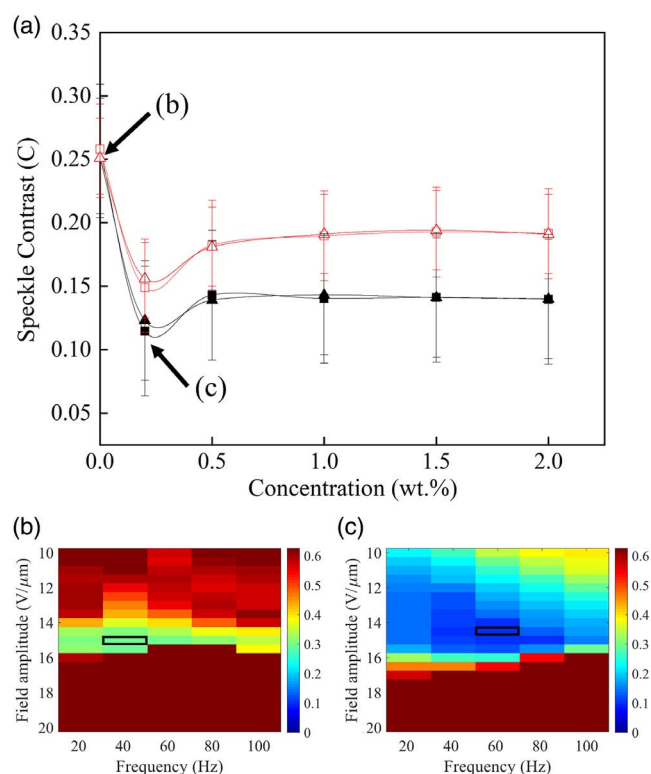 (a)
0.35
0.30
0.25
0.20
0.15
0.10
0.05
Speckle Contrast (C)
(b)
(c)
0.0 0.5 1.0 1.5 2.0
Concentration (wt.%)
(b)
Field amplitude (V/μm)
10
12
14
16
18
20
20 40 60 80 100
Frequency (Hz)
0.6
0.5
0.4
0.3
0.2
0.1
0
(c)
Field amplitude (V/μm)
10
12
14
16
18
20
20 40 60 80 100
Frequency (Hz)
0.6
0.5
0.4
0.3
0.2
0.1
0